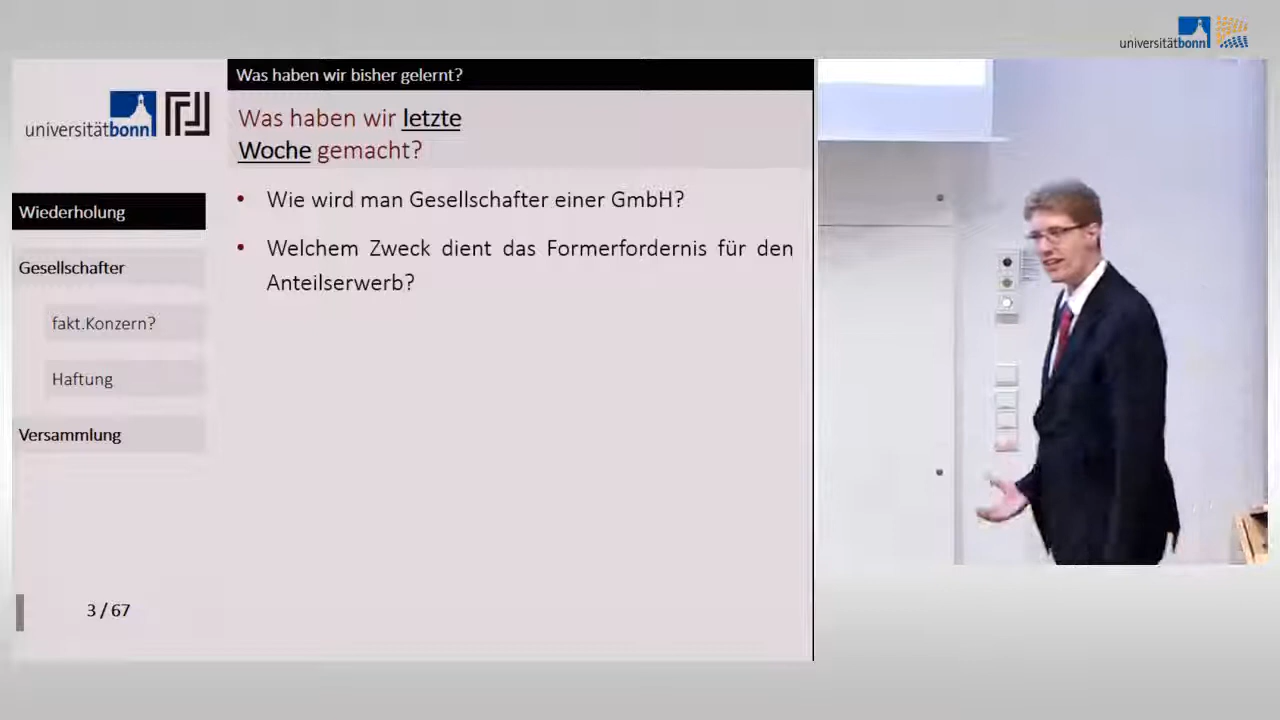 universitätbonn
Was haben wir bisher gelernt?
universitätbonn
Was haben wir letzte
Woche gemacht?
Wiederholung
Gesellschafter
fakt.Konzern?
Haftung
Versammlung
• Wie wird man Gesellschafter einer GmbH?
• Welchem Zweck dient das Formerfordernis für den
Anteilserwerb?
3 / 67